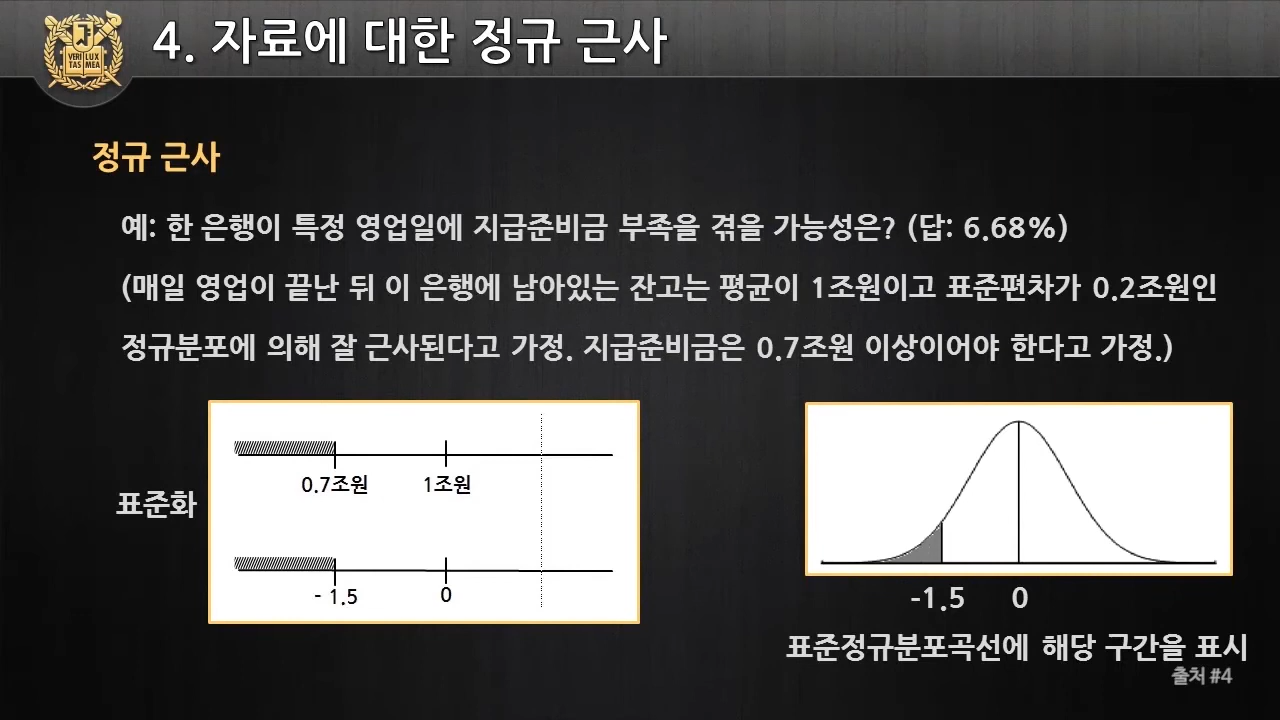 VERI LUX
TAS MEA
4. 자료에 대한 정규 근사
정규 근사
예: 한 은행이 특정 영업일에 지급준비금 부족을 겪을 가능성은? (답: 6.68%)
(매일 영업이 끝난 뒤 이 은행에 남아있는 잔고는 평균이 1조원이고 표준편차가 0.2조원인
정규분포에 의해 잘 근사된다고 가정. 지급준비금은 0.7조원 이상이어야 한다고 가정.)
표준화
0.7조원 1조원
- 1.5 0
-1.5 0
표준정규분포곡선에 해당 구간을 표시
출처 #4